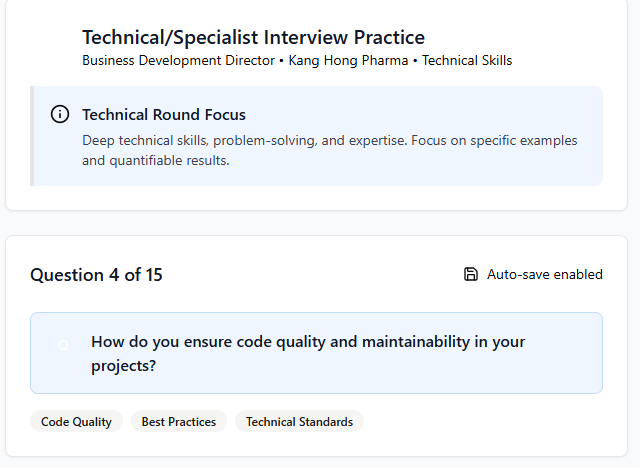 Technical/Specialist Interview Practice
Business Development Director • Kang Hong Pharma • Technical Skills
Technical Round Focus
Deep technical skills, problem-solving, and expertise. Focus on specific examples
and quantifiable results.
Question 4 of 15
Auto-save enabled
Q
How do you ensure code quality and maintainability in your
projects?
Code Quality
Best Practices
Technical Standards